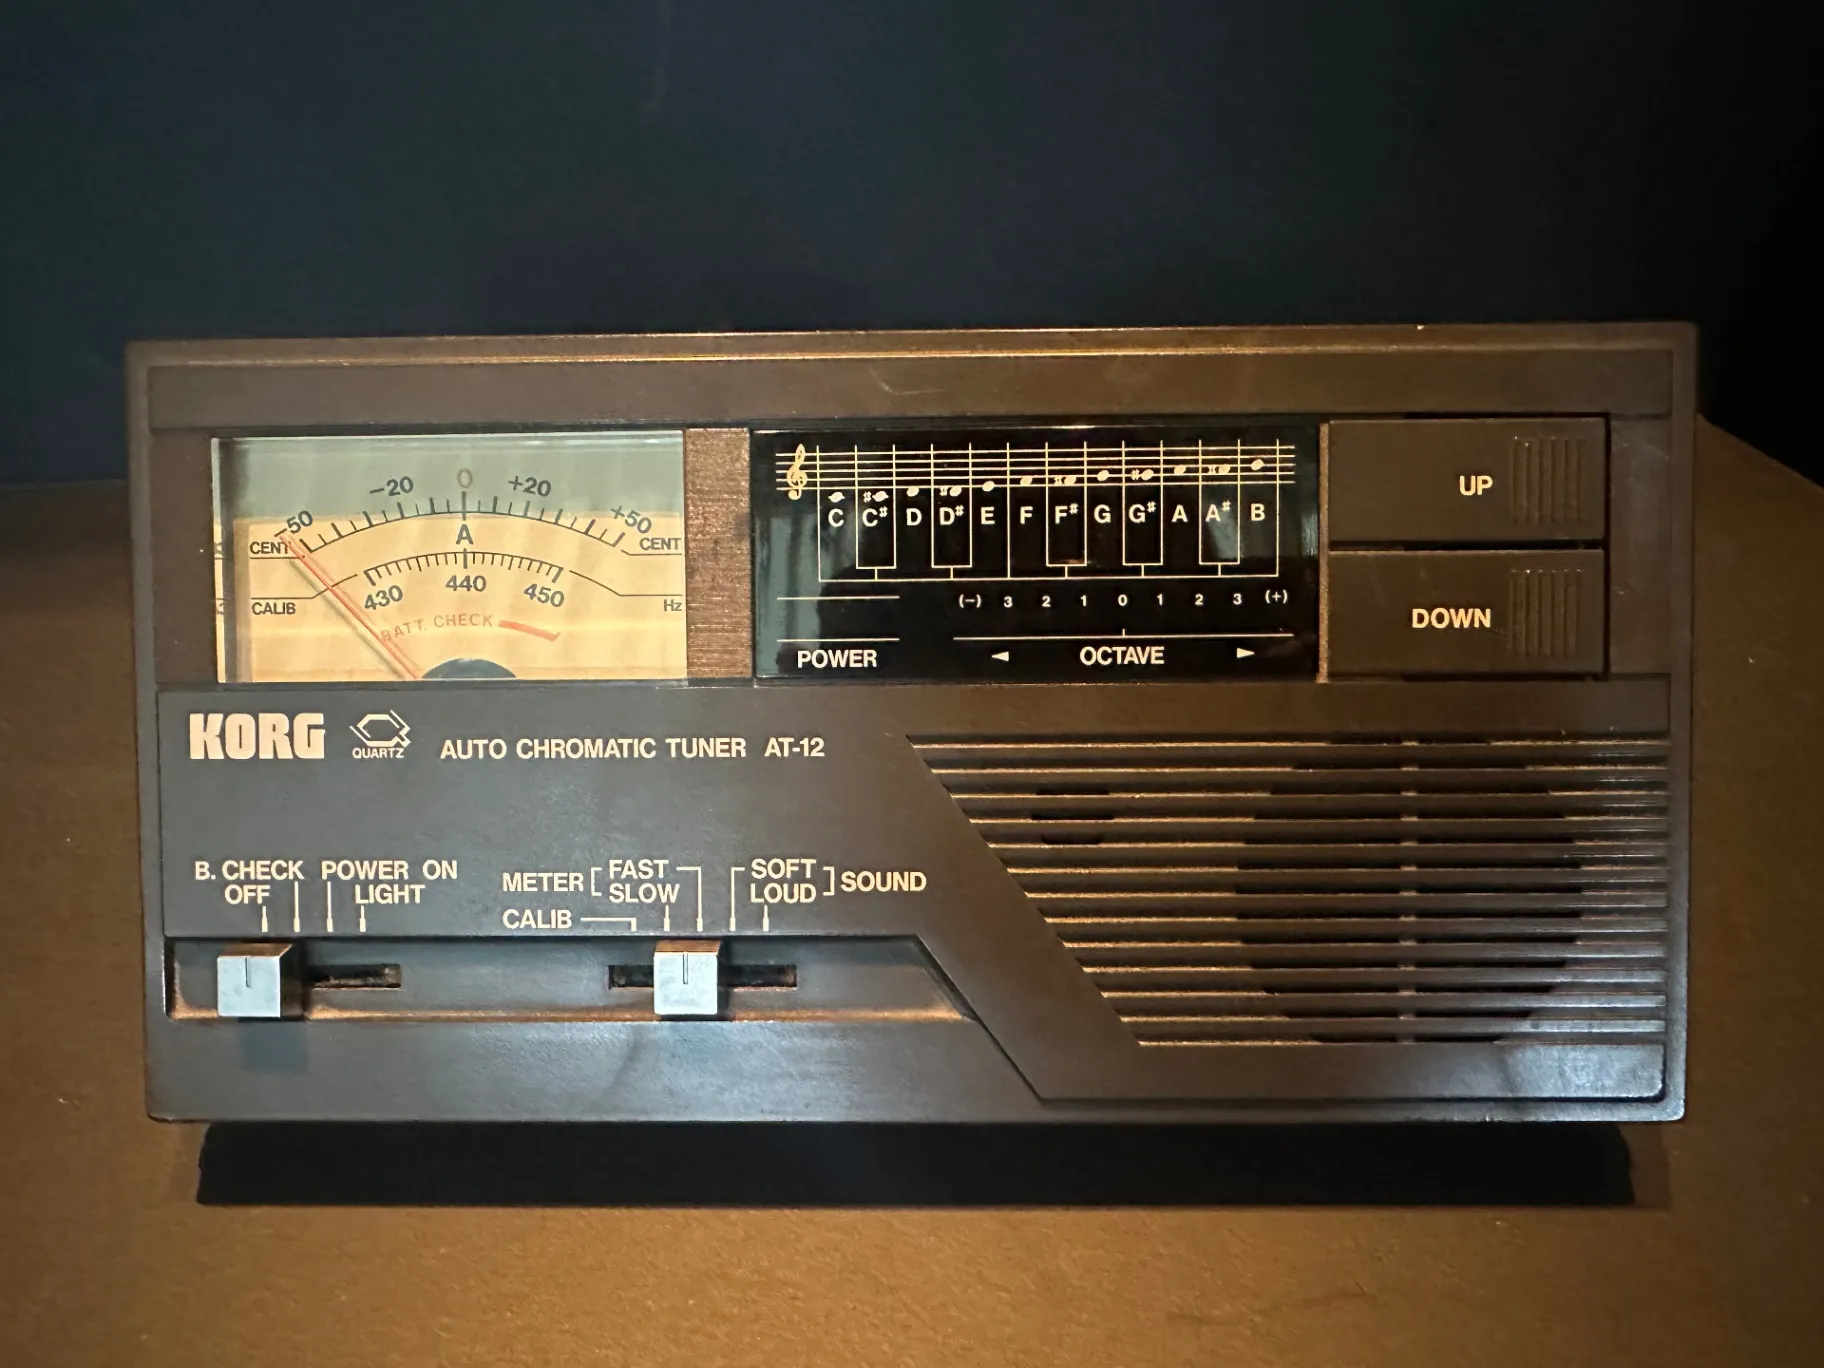 -50 -20 0 +20 +50
CENT A CENT
430 440 450
CALIB Hz
BATT. CHECK
C C# D D# E F F# G G# A A# B
(-) 3 2 1 0 1 2 3 (+)
POWER ◄ OCTAVE ►
UP
DOWN
KORG QUARTZ AUTO CHROMATIC TUNER AT-12
B. CHECK POWER ON
OFF LIGHT
METER FAST SOFT SOUND
SLOW LOUD
CALIB